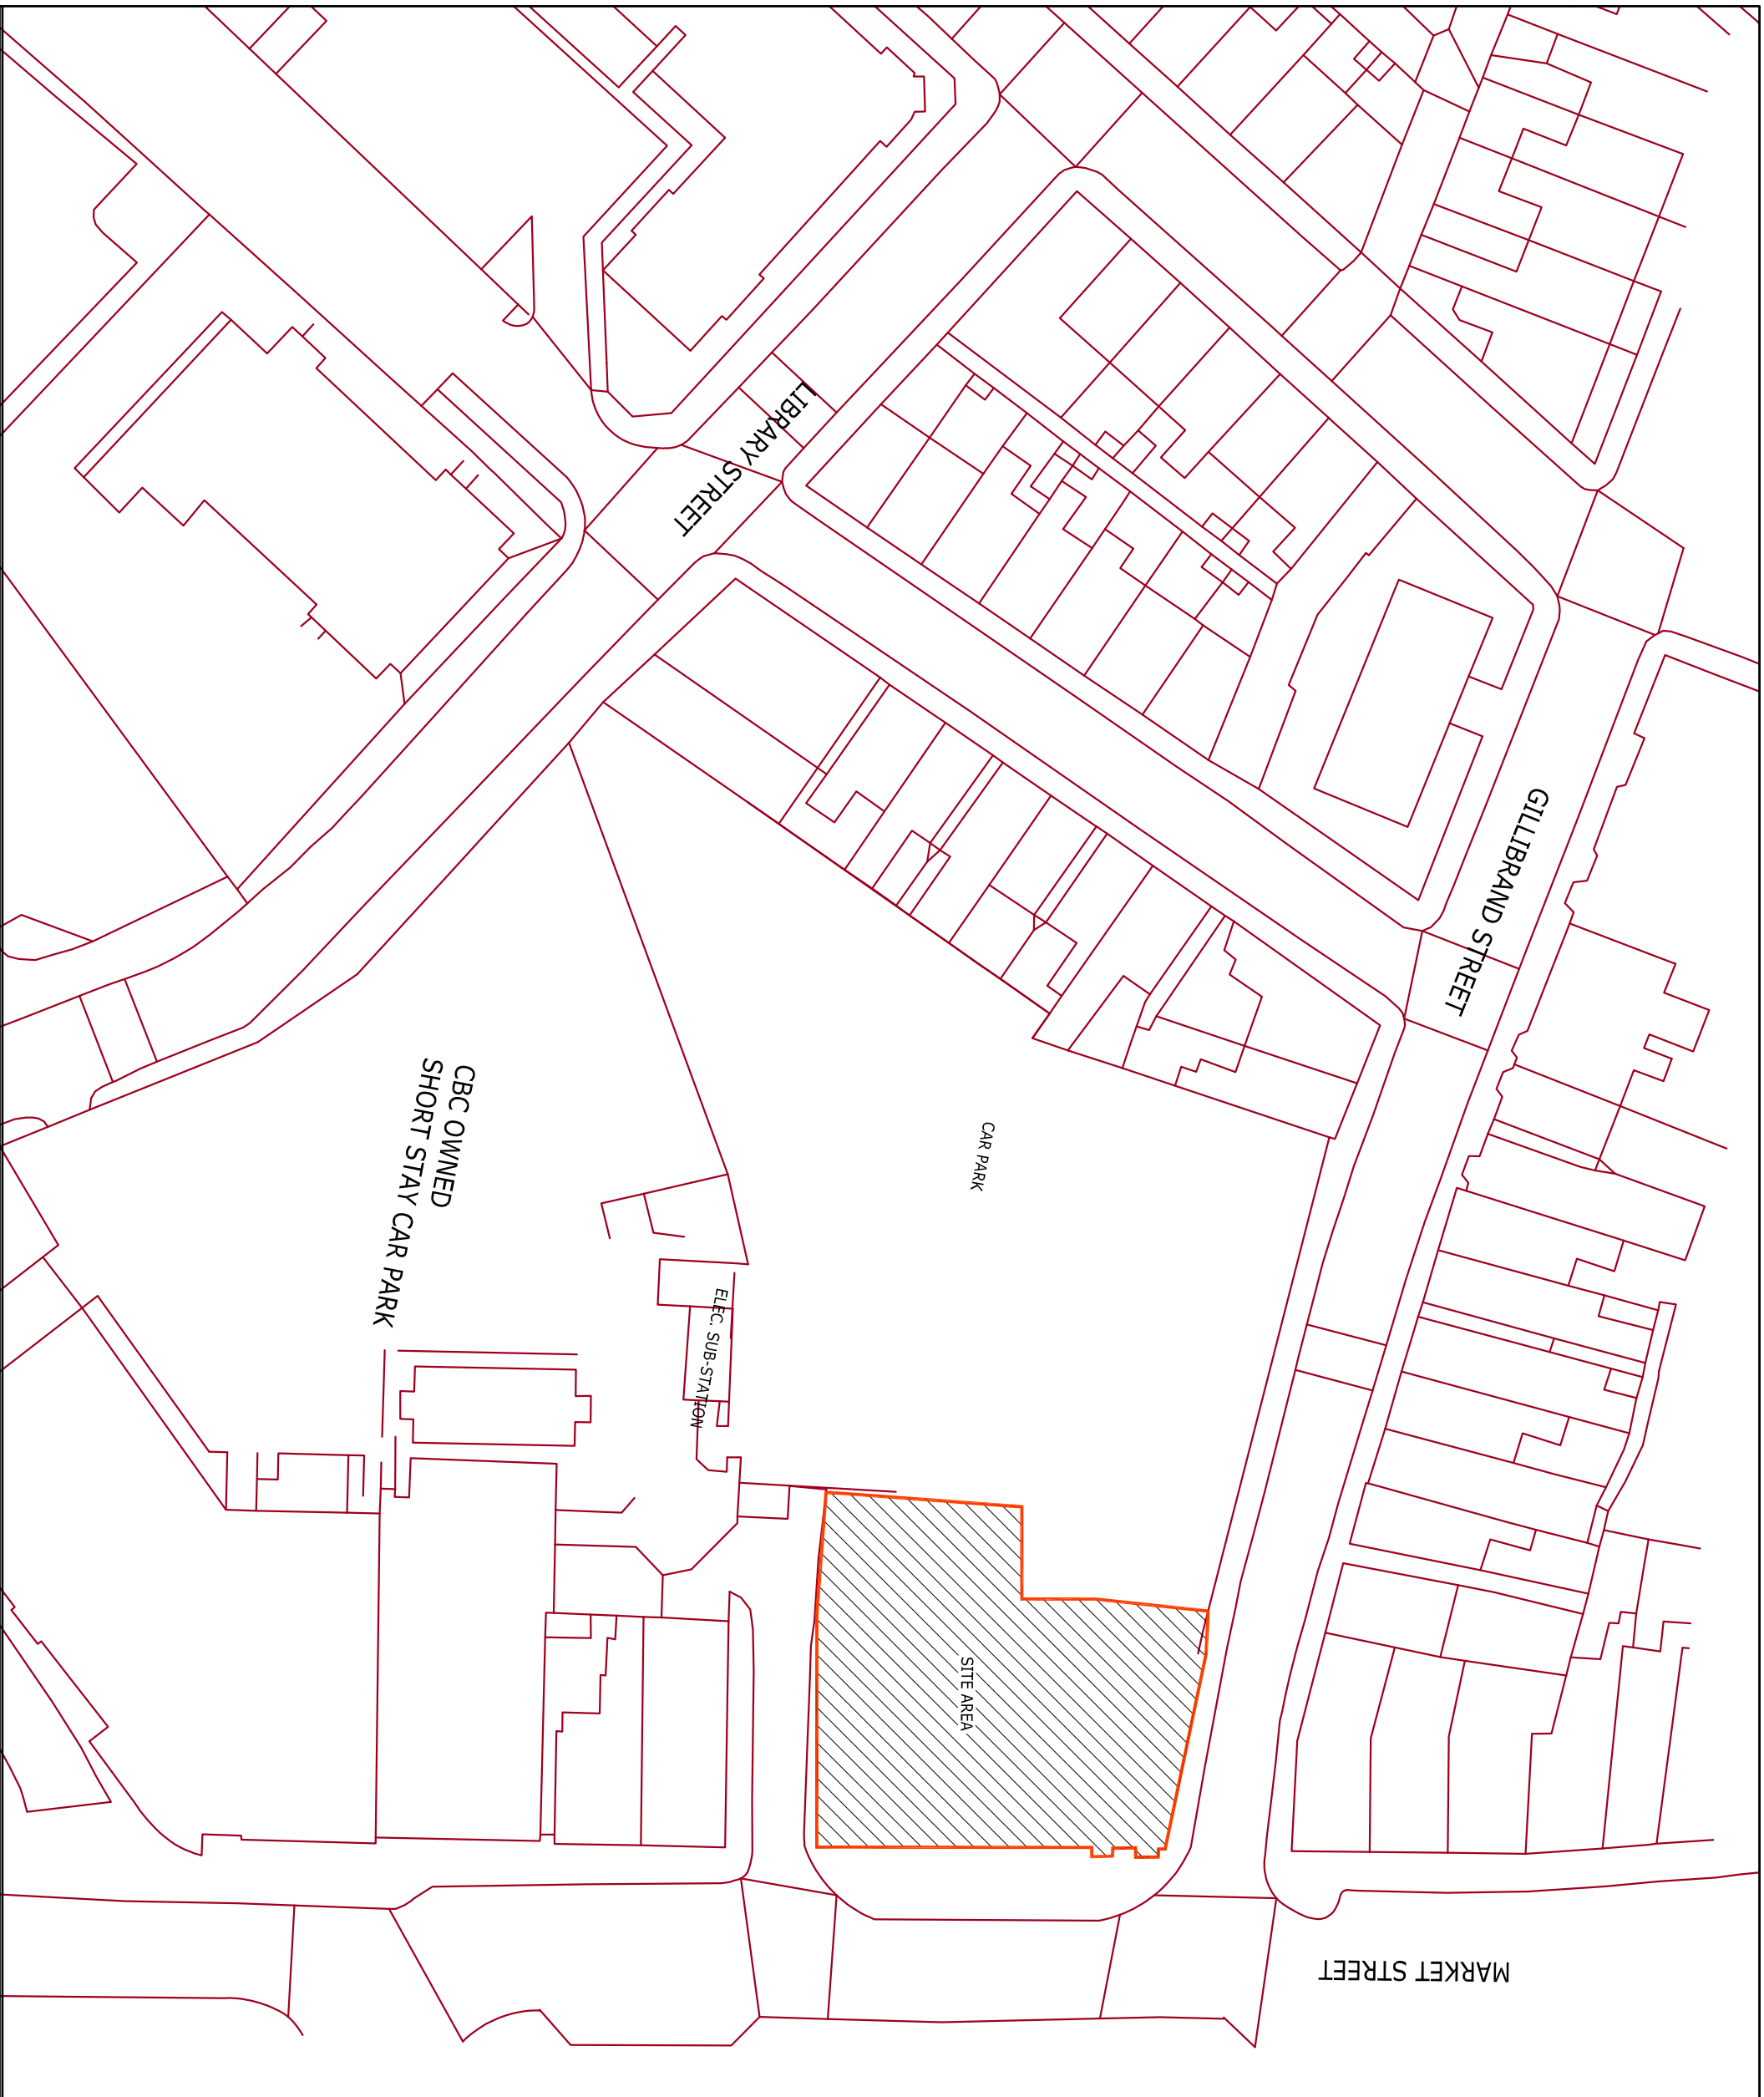 LIBRARY STREET
GILLIBRAND STREET
CBC OWNED
SHORT STAY CAR PARK
CAR PARK
ELEC. SUB-STATION
SITE AREA
MARKET STREET